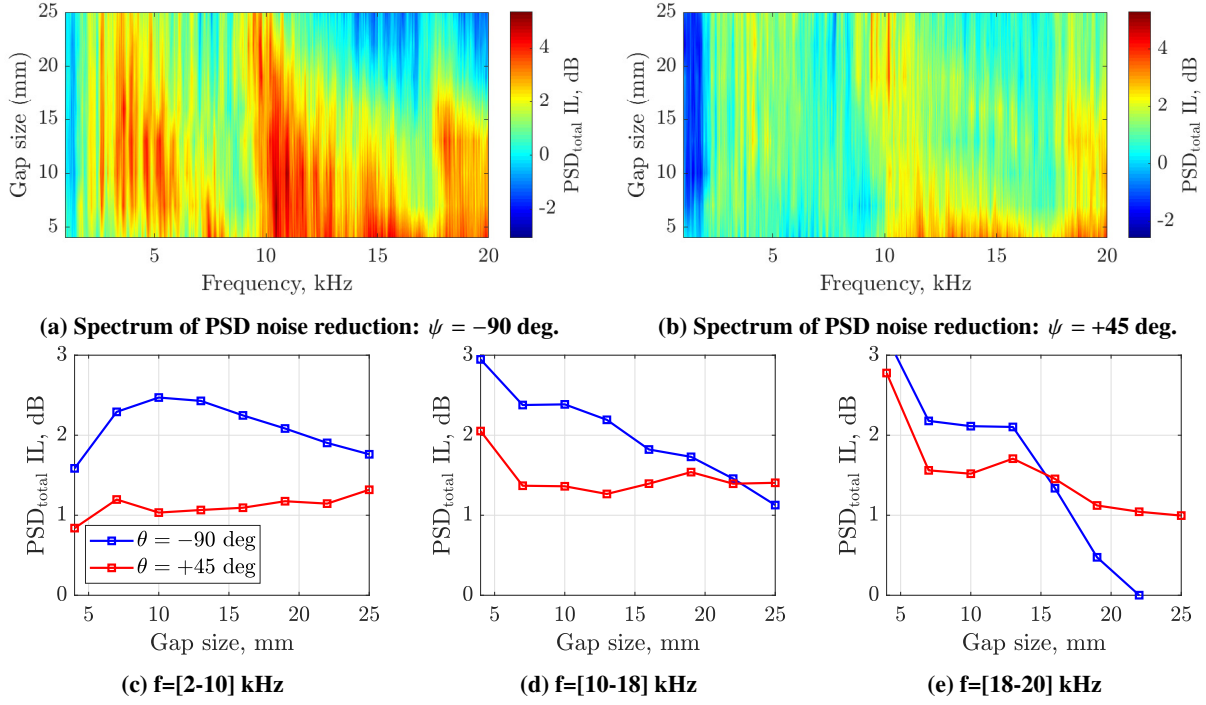 25
20
15
10
5
Gap size (mm)
5
10
15
20
Frequency, kHz
4
2
0
-2
PSD_total IL, dB
25
20
15
10
5
Gap size (mm)
5
10
15
20
Frequency, kHz
4
2
0
-2
PSD_total IL, dB
(a) Spectrum of PSD noise reduction: ψ = −90 deg.
(b) Spectrum of PSD noise reduction: ψ = +45 deg.
3
2
1
0
PSD_total IL, dB
θ = −90 deg
θ = +45 deg
5
10
15
20
25
Gap size, mm
3
2
1
0
PSD_total IL, dB
5
10
15
20
25
Gap size, mm
3
2
1
0
PSD_total IL, dB
5
10
15
20
25
Gap size, mm
(c) f=[2-10] kHz
(d) f=[10-18] kHz
(e) f=[18-20] kHz